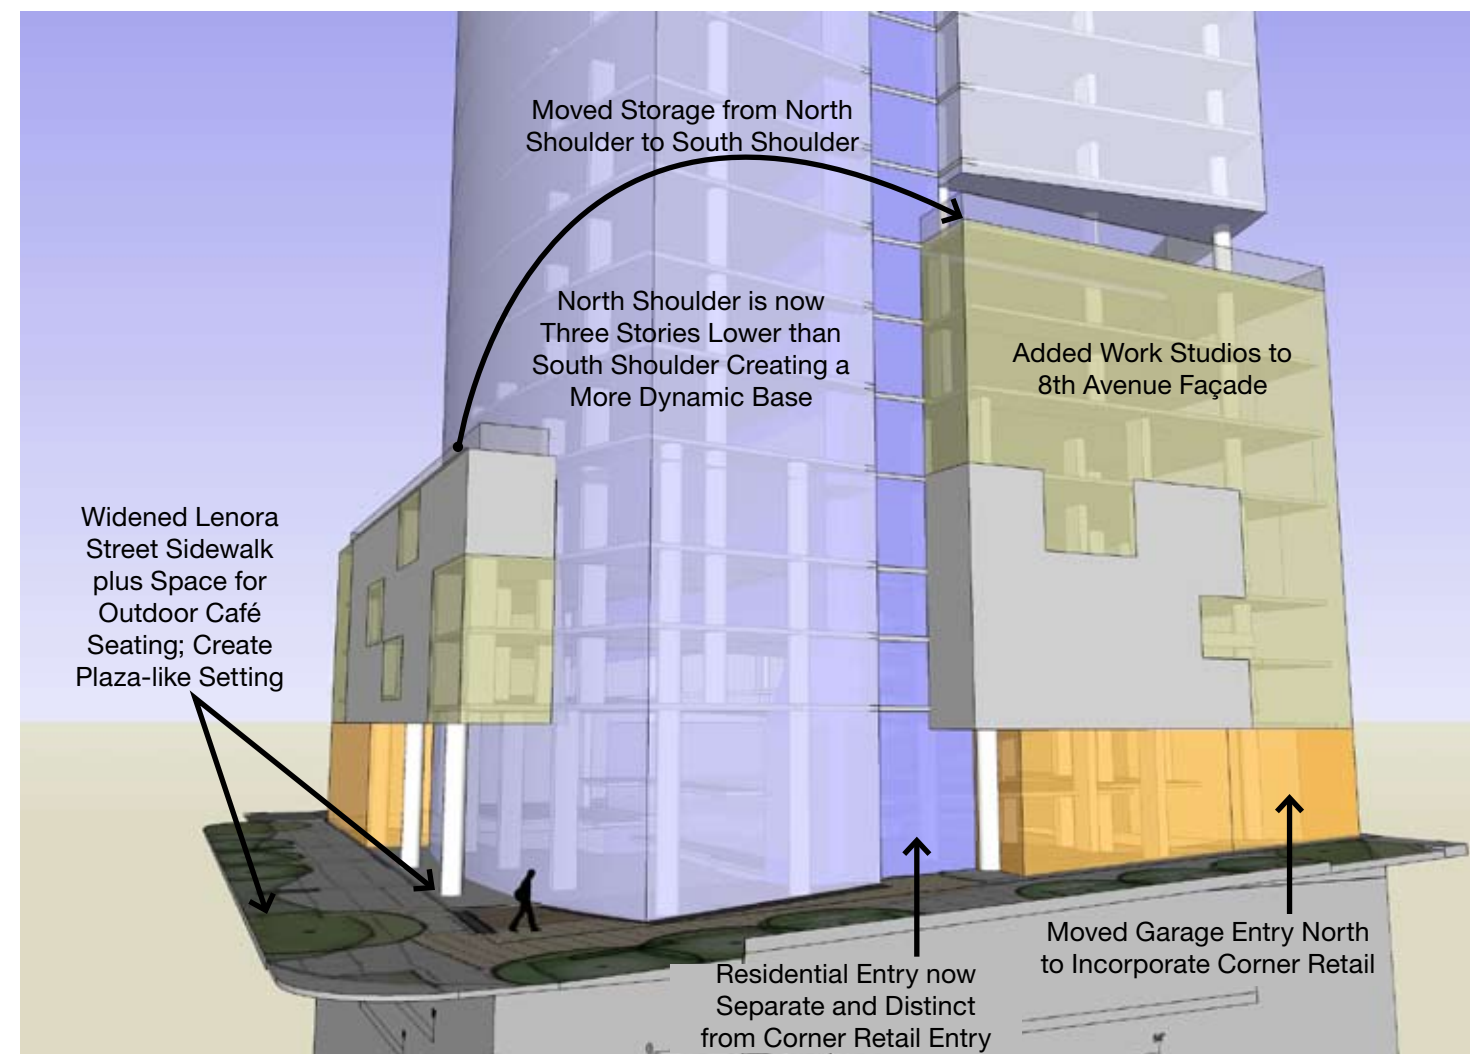 Moved Storage from North
Shoulder to South Shoulder
North Shoulder is now
Three Stories Lower than
South Shoulder Creating a
More Dynamic Base
Added Work Studios to
8th Avenue Façade
Widened Lenora
Street Sidewalk
plus Space for
Outdoor Café
Seating; Create
Plaza-like Setting
Moved Garage Entry North
to Incorporate Corner Retail
Residential Entry now
Separate and Distinct
from Corner Retail Entry